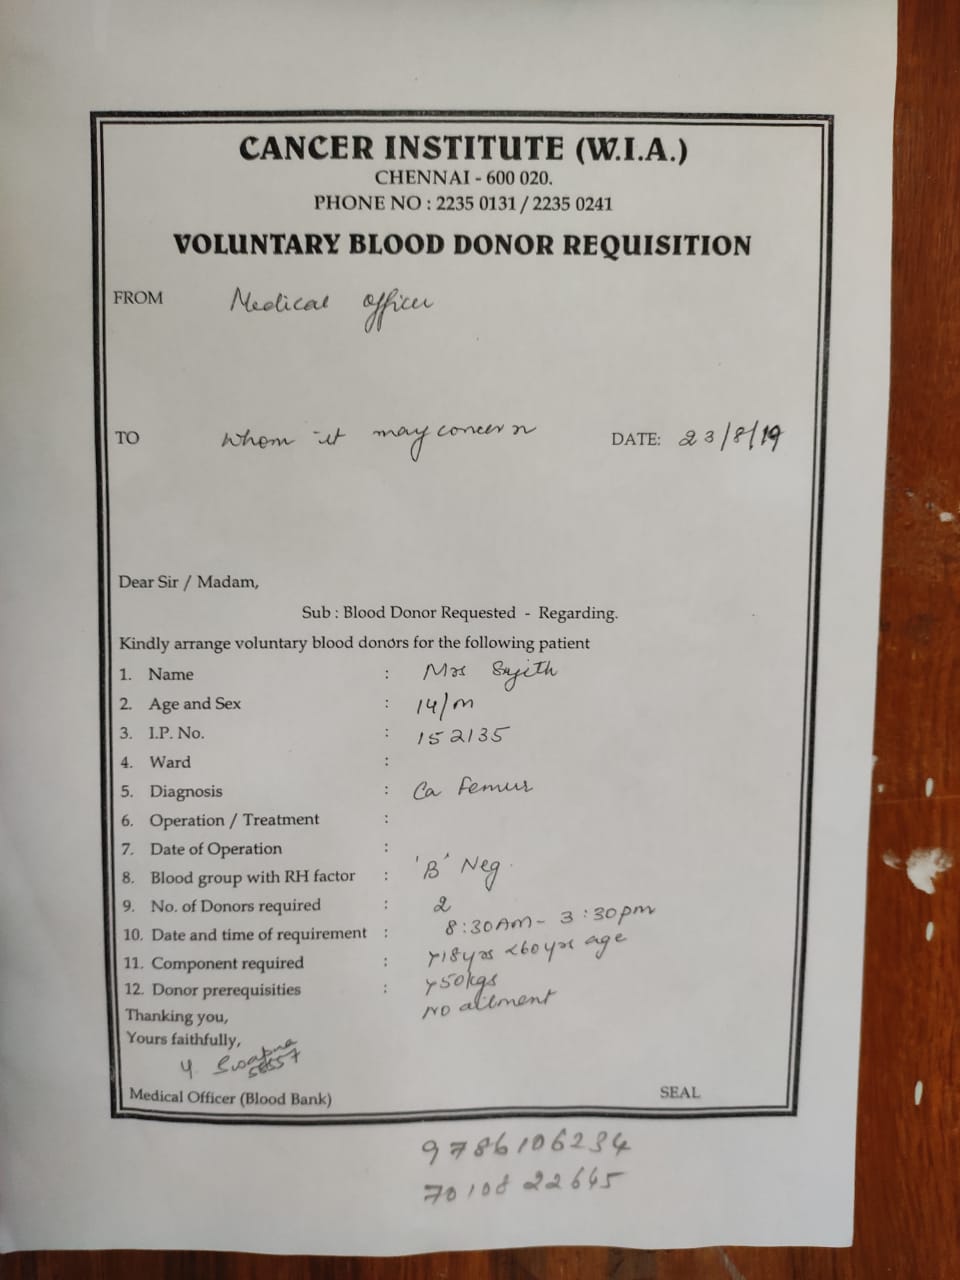 CANCER INSTITUTE (W.I.A.)
CHENNAI - 600 020.
PHONE NO : 2235 0131 / 2235 0241
VOLUNTARY BLOOD DONOR REQUISITION
FROM Medical officer
TO whom it may concern DATE: 23/8/19
Dear Sir / Madam,
Sub : Blood Donor Requested - Regarding.
Kindly arrange voluntary blood donors for the following patient
1. Name : Mrs Sujith
2. Age and Sex : 14/m
3. I.P. No. : 152135
4. Ward :
5. Diagnosis : Ca Femur
6. Operation / Treatment :
7. Date of Operation :
8. Blood group with RH factor : 'B' Neg.
9. No. of Donors required : 2
10. Date and time of requirement : 8:30AM - 3:30pm
11. Component required : >18yrs <60yrs age
12. Donor prerequisities : >50kgs
Thanking you, NO ailment
Yours faithfully,
Y Swapna
Medical Officer (Blood Bank) SEAL
9786106234
7010822645